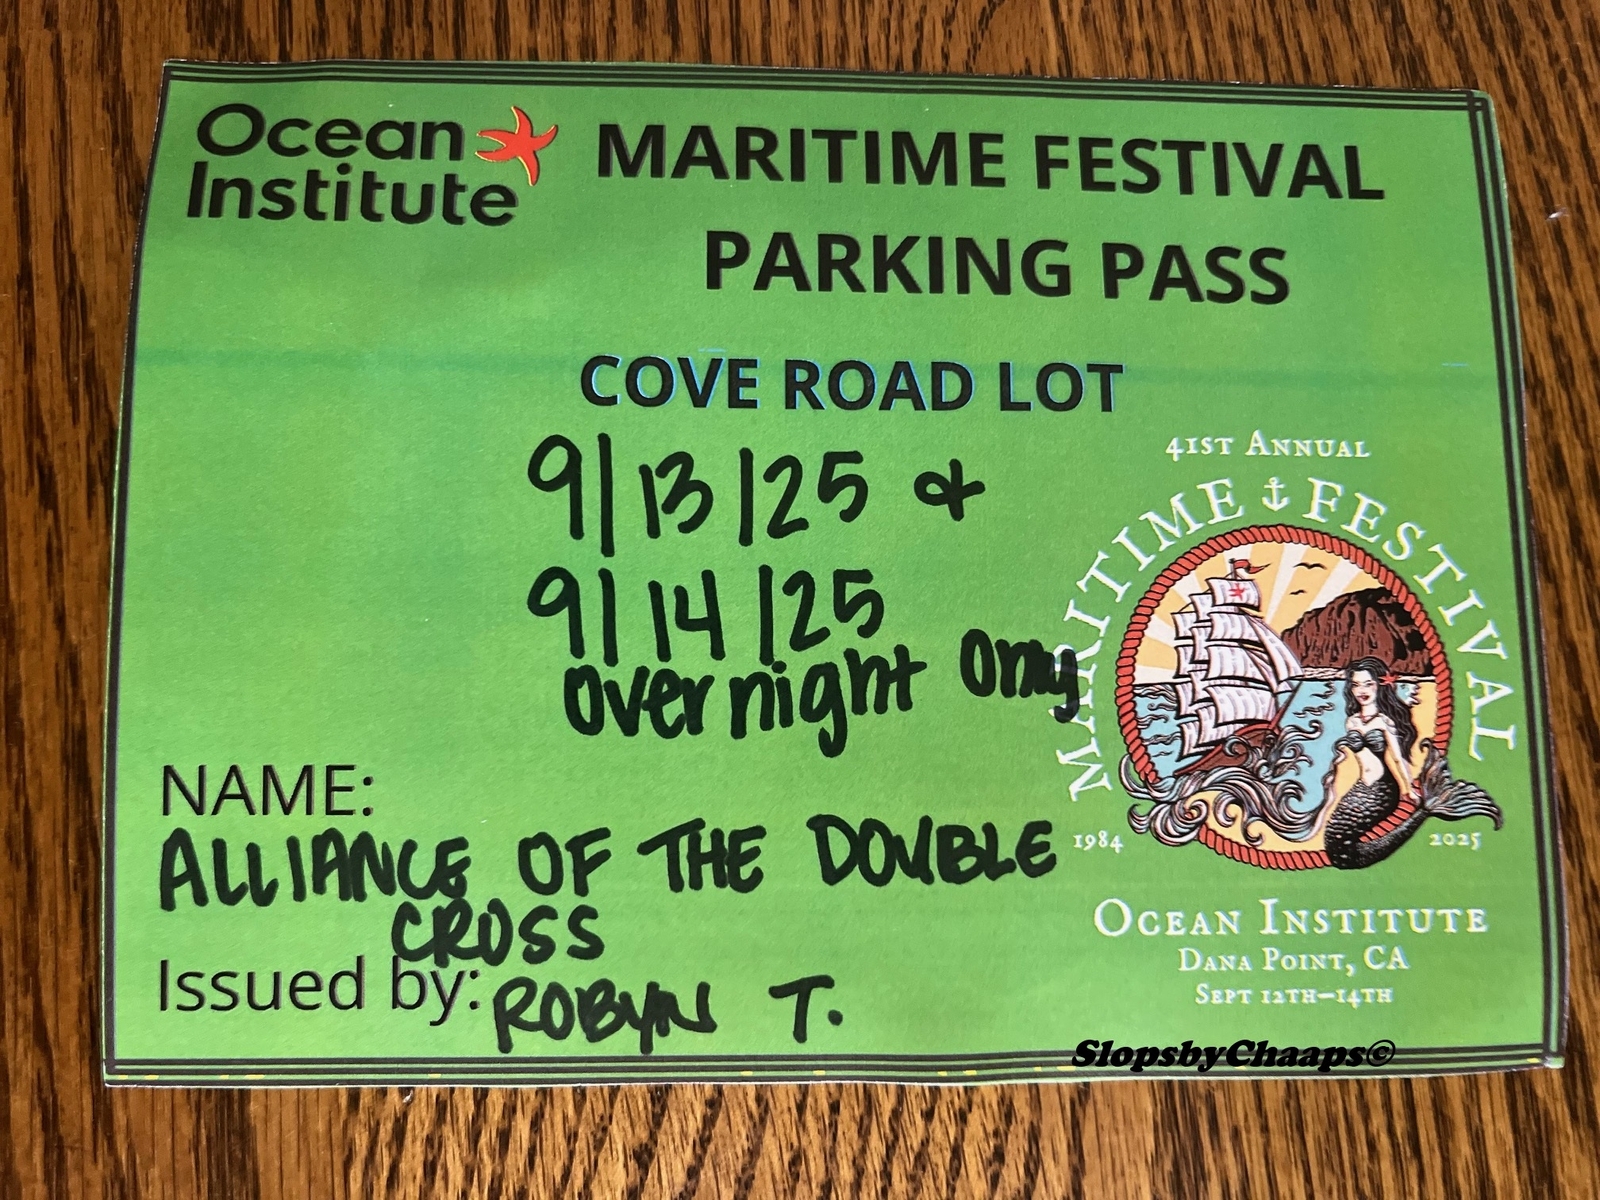 Ocean
Institute
MARITIME FESTIVAL
PARKING PASS
COVE ROAD LOT
9/13/25 &
9/14/25
overnight only
41ST ANNUAL
MARITIME FESTIVAL
1984
2025
OCEAN INSTITUTE
DANA POINT, CA
SEPT 12TH–14TH
NAME:
ALLIANCE OF THE DOUBLE
CROSS
Issued by: ROBYN T.
SlopsbyChaaps©